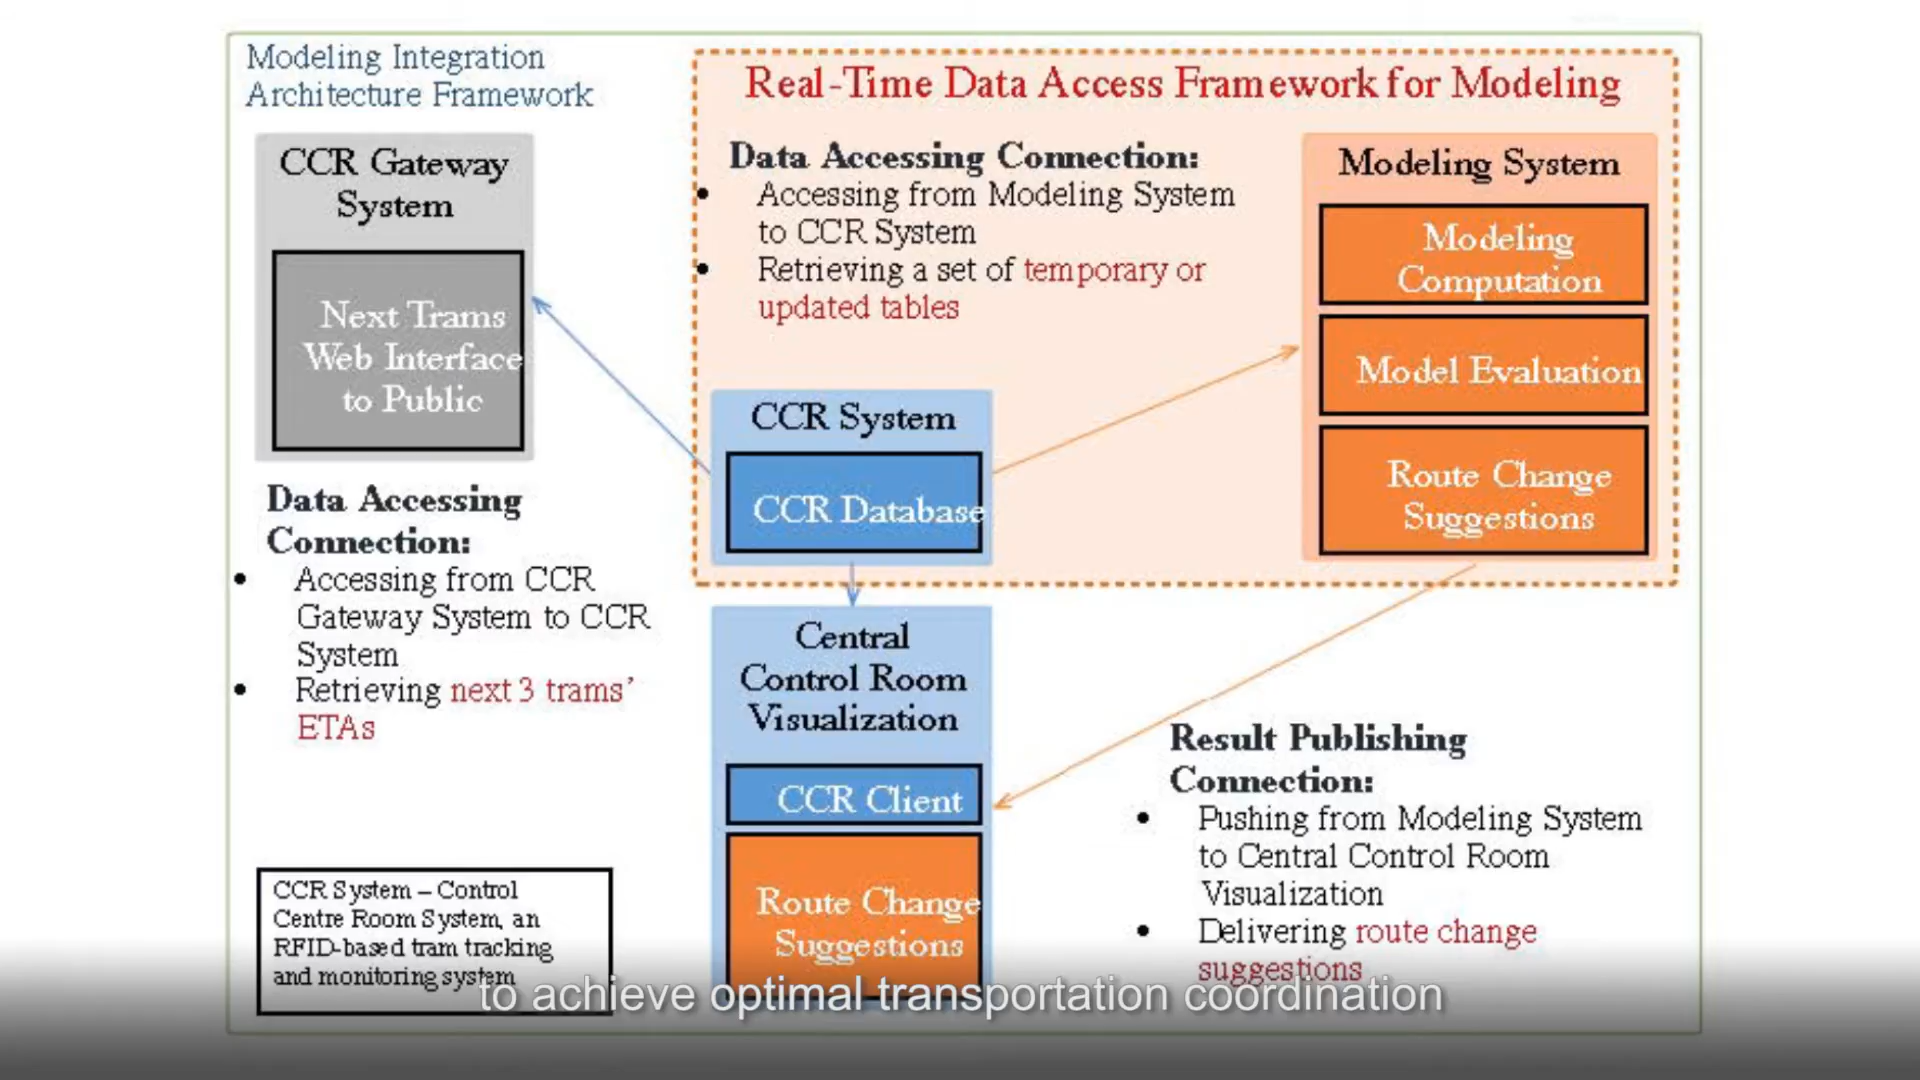 Modeling Integration
Architecture Framework
Real-Time Data Access Framework for Modeling
CCR Gateway
System
Next Trams
Web Interface
to Public
Data Accessing Connection:
• Accessing from Modeling System
to CCR System
• Retrieving a set of temporary or
updated tables
Modeling System
Modeling
Computation
Model Evaluation
Route Change
Suggestions
CCR System
CCR Database
Data Accessing
Connection:
• Accessing from CCR
Gateway System to CCR
System
• Retrieving next 3 trams’
ETAs
Central
Control Room
Visualization
CCR Client
Route Change
Suggestions
Result Publishing
Connection:
• Pushing from Modeling System
to Central Control Room
Visualization
• Delivering route change
suggestions
CCR System – Control
Centre Room System, an
RFID-based tram tracking
and monitoring system
to achieve optimal transportation coordination